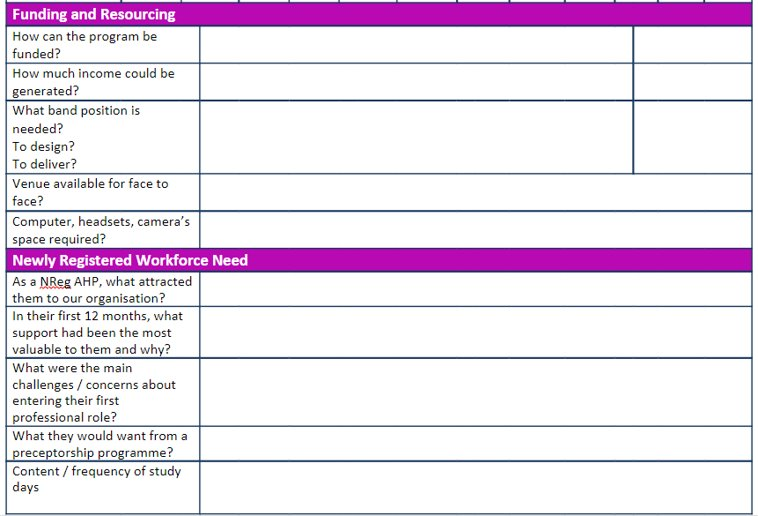 Funding and Resourcing
How can the program be
funded?
How much income could be
generated?
What band position is
needed?
To design?
To deliver?
Venue available for face to
face?
Computer, headsets, camera’s
space required?
Newly Registered Workforce Need
As a NReg AHP, what attracted
them to our organisation?
In their first 12 months, what
support had been the most
valuable to them and why?
What were the main
challenges / concerns about
entering their first
professional role?
What they would want from a
preceptorship programme?
Content / frequency of study
days